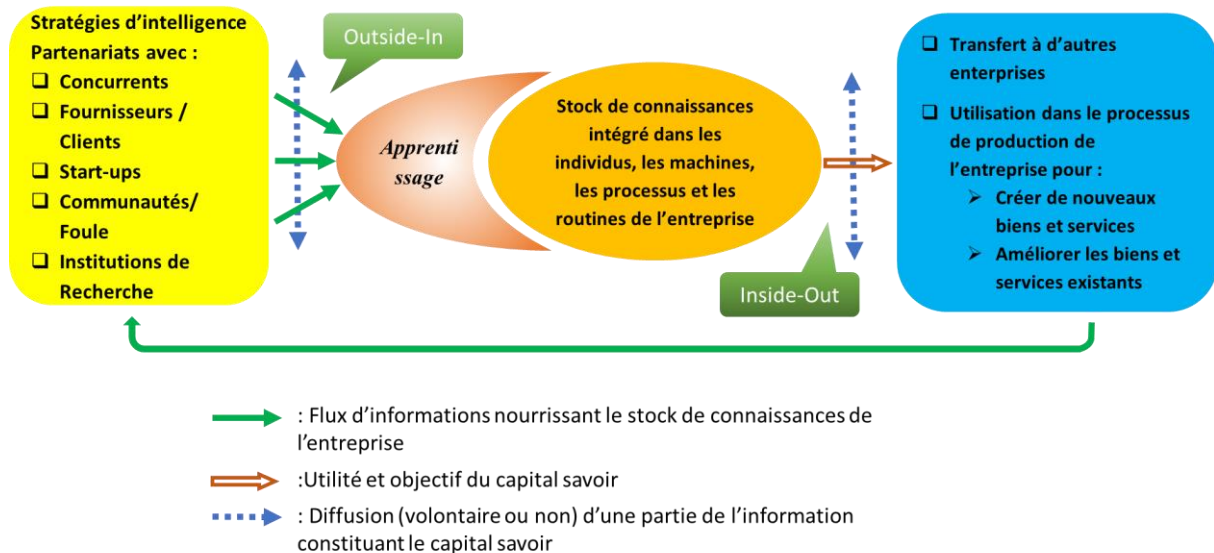 Stratégies d’intelligence
Partenariats avec :
Concurrents
Fournisseurs /
Clients
Start-ups
Communautés/
Foule
Institutions de
Recherche
Outside-In
Apprenti
ssage
Stock de connaissances
intégré dans les
individus, les machines,
les processus et les
routines de l’entreprise
Inside-Out
Transfert à d’autres
enterprises
Utilisation dans le processus
de production de
l’entreprise pour :
Créer de nouveaux
biens et services
Améliorer les biens et
services existants
: Flux d’informations nourrissant le stock de connaissances de
l’entreprise
:Utilité et objectif du capital savoir
: Diffusion (volontaire ou non) d’une partie de l’information
constituant le capital savoir